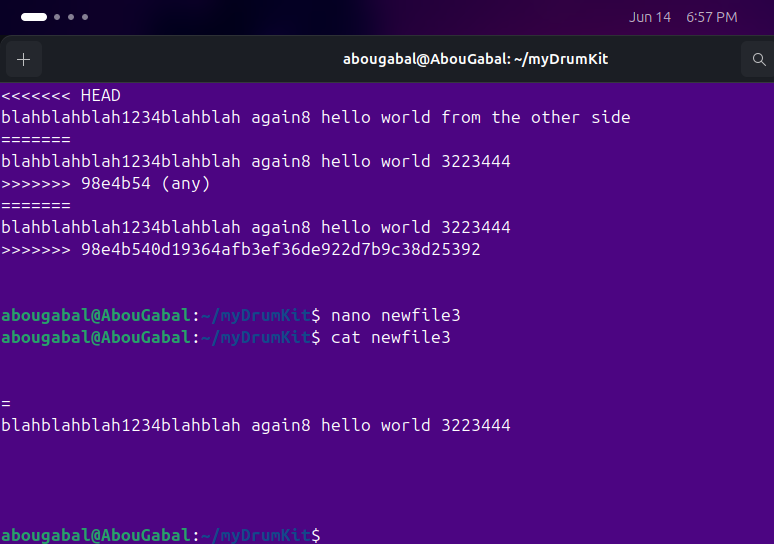 Jun 14 6:57 PM
abougabal@AbouGabal: ~/myDrumKit
<<<<<<< HEAD
blahblahblah1234blahblah again8 hello world from the other side
=======
blahblahblah1234blahblah again8 hello world 3223444
>>>>>>> 98e4b54 (any)
=======
blahblahblah1234blahblah again8 hello world 3223444
>>>>>>> 98e4b540d19364afb3ef36de922d7b9c38d25392
abougabal@AbouGabal:~/myDrumKit$ nano newfile3
abougabal@AbouGabal:~/myDrumKit$ cat newfile3
=
blahblahblah1234blahblah again8 hello world 3223444
abougabal@AbouGabal:~/myDrumKit$